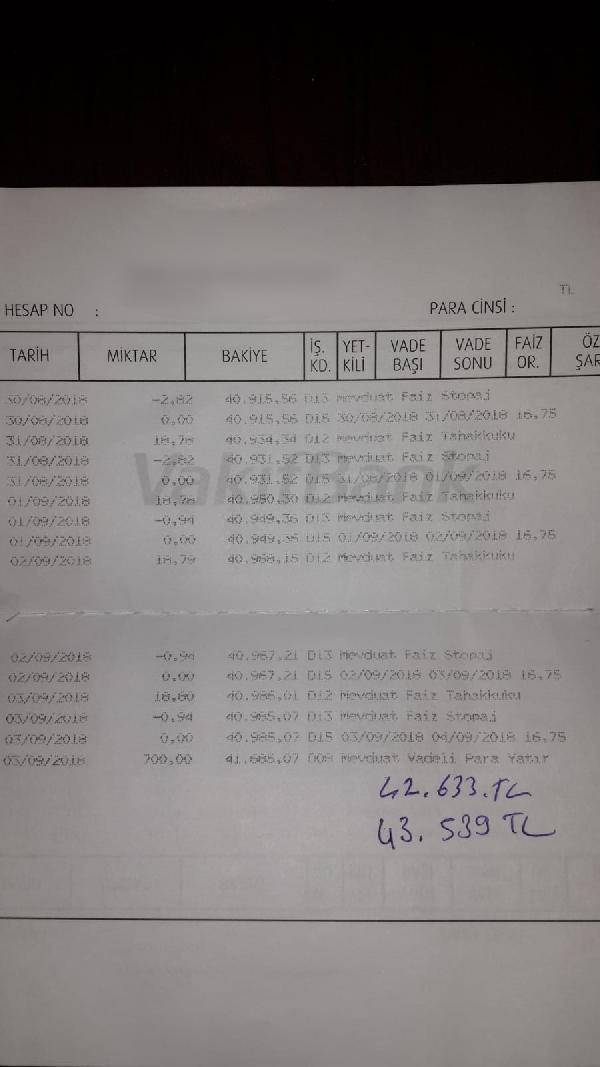 TL
HESAP NO : PARA CİNSİ :
TARİH MİKTAR BAKİYE İŞ. KD. YET- KİLİ VADE BAŞI VADE SONU FAİZ OR. ÖZ ŞAR
30/08/2018 -2,82 40.915,56 D13 Mevduat Faiz Stopaj
30/08/2018 0,00 40.915,56 D15 30/08/2018 31/08/2018 16,75
31/08/2018 18,78 40.934,34 D12 Mevduat Faiz Tahakkuku
31/08/2018 -2,82 40.931,52 D13 Mevduat Faiz Stopaj
31/08/2018 0,00 40.931,52 D15 31/08/2018 01/09/2018 16,75
VakıfBank
01/09/2018 18,78 40.950,30 D12 Mevduat Faiz Tahakkuku
01/09/2018 -0,94 40.949,36 D13 Mevduat Faiz Stopaj
01/09/2018 0,00 40.949,36 D15 01/09/2018 02/09/2018 16,75
02/09/2018 18,79 40.968,15 D12 Mevduat Faiz Tahakkuku
02/09/2018 -0,94 40.967,21 D13 Mevduat Faiz Stopaj
02/09/2018 0,00 40.967,21 D15 02/09/2018 03/09/2018 16,75
03/09/2018 18,80 40.986,01 D12 Mevduat Faiz Tahakkuku
03/09/2018 -0,94 40.985,07 D13 Mevduat Faiz Stopaj
03/09/2018 0,00 40.985,07 D15 03/09/2018 04/09/2018 16,75
03/09/2018 700,00 41.685,07 D08 Mevduat Vadeli Para Yatır
42.633.TL
43.539 TL